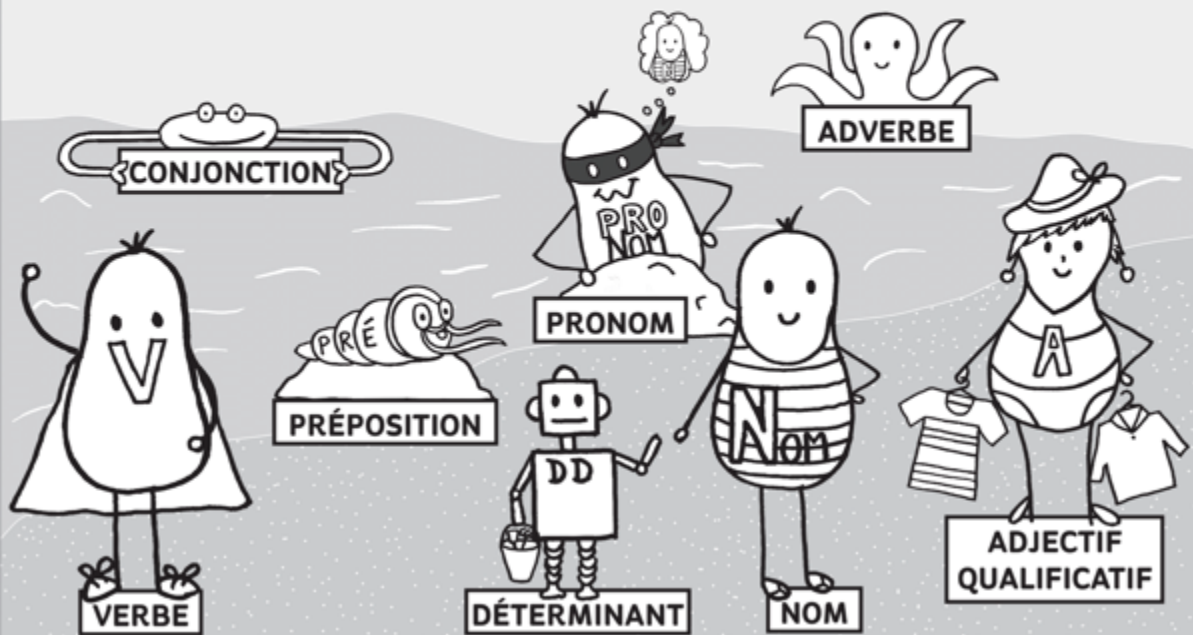 ADVERBE
CONJONCTION
PRO
NOM
PRONOM
V
A
PRÉ
PRÉPOSITION
NOM
DD
ADJECTIF
QUALIFICATIF
VERBE
DÉTERMINANT
NOM